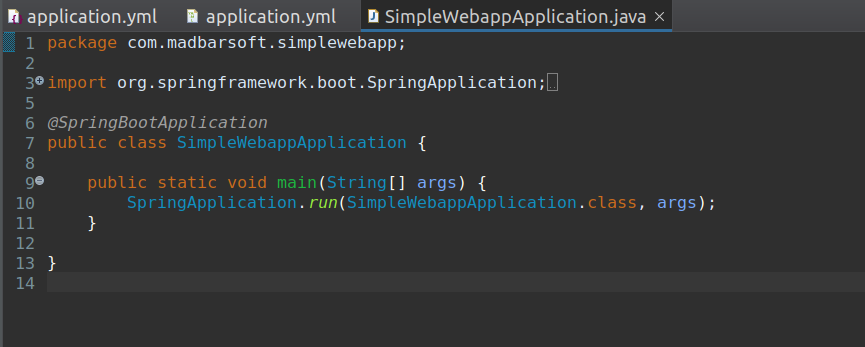 application.yml application.yml SimpleWebappApplication.java
1 package com.madbarsoft.simplewebapp;
2
3 import org.springframework.boot.SpringApplication;
5
6 @SpringBootApplication
7 public class SimpleWebappApplication {
8
9 public static void main(String[] args) {
10 SpringApplication.run(SimpleWebappApplication.class, args);
11 }
12
13 }
14